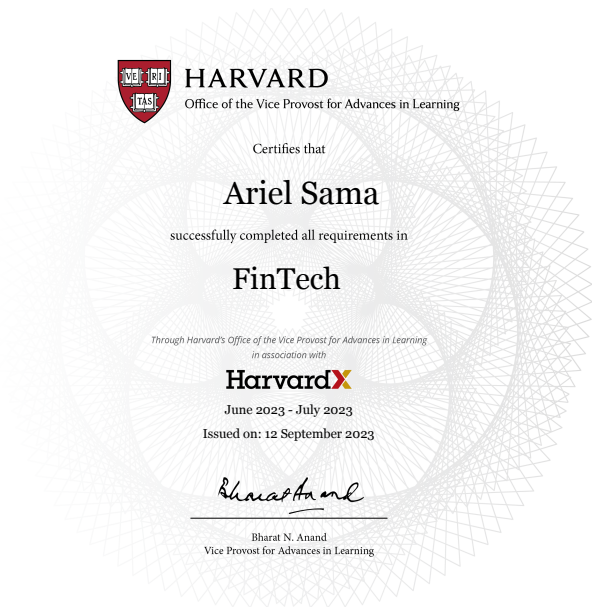 VE RI
TAS
HARVARD
Office of the Vice Provost for Advances in Learning
Certifies that
Ariel Sama
successfully completed all requirements in
FinTech
Through Harvard's Office of the Vice Provost for Advances in Learning
in association with
HarvardX
June 2023 - July 2023
Issued on: 12 September 2023
Bharat Anand
Bharat N. Anand
Vice Provost for Advances in Learning